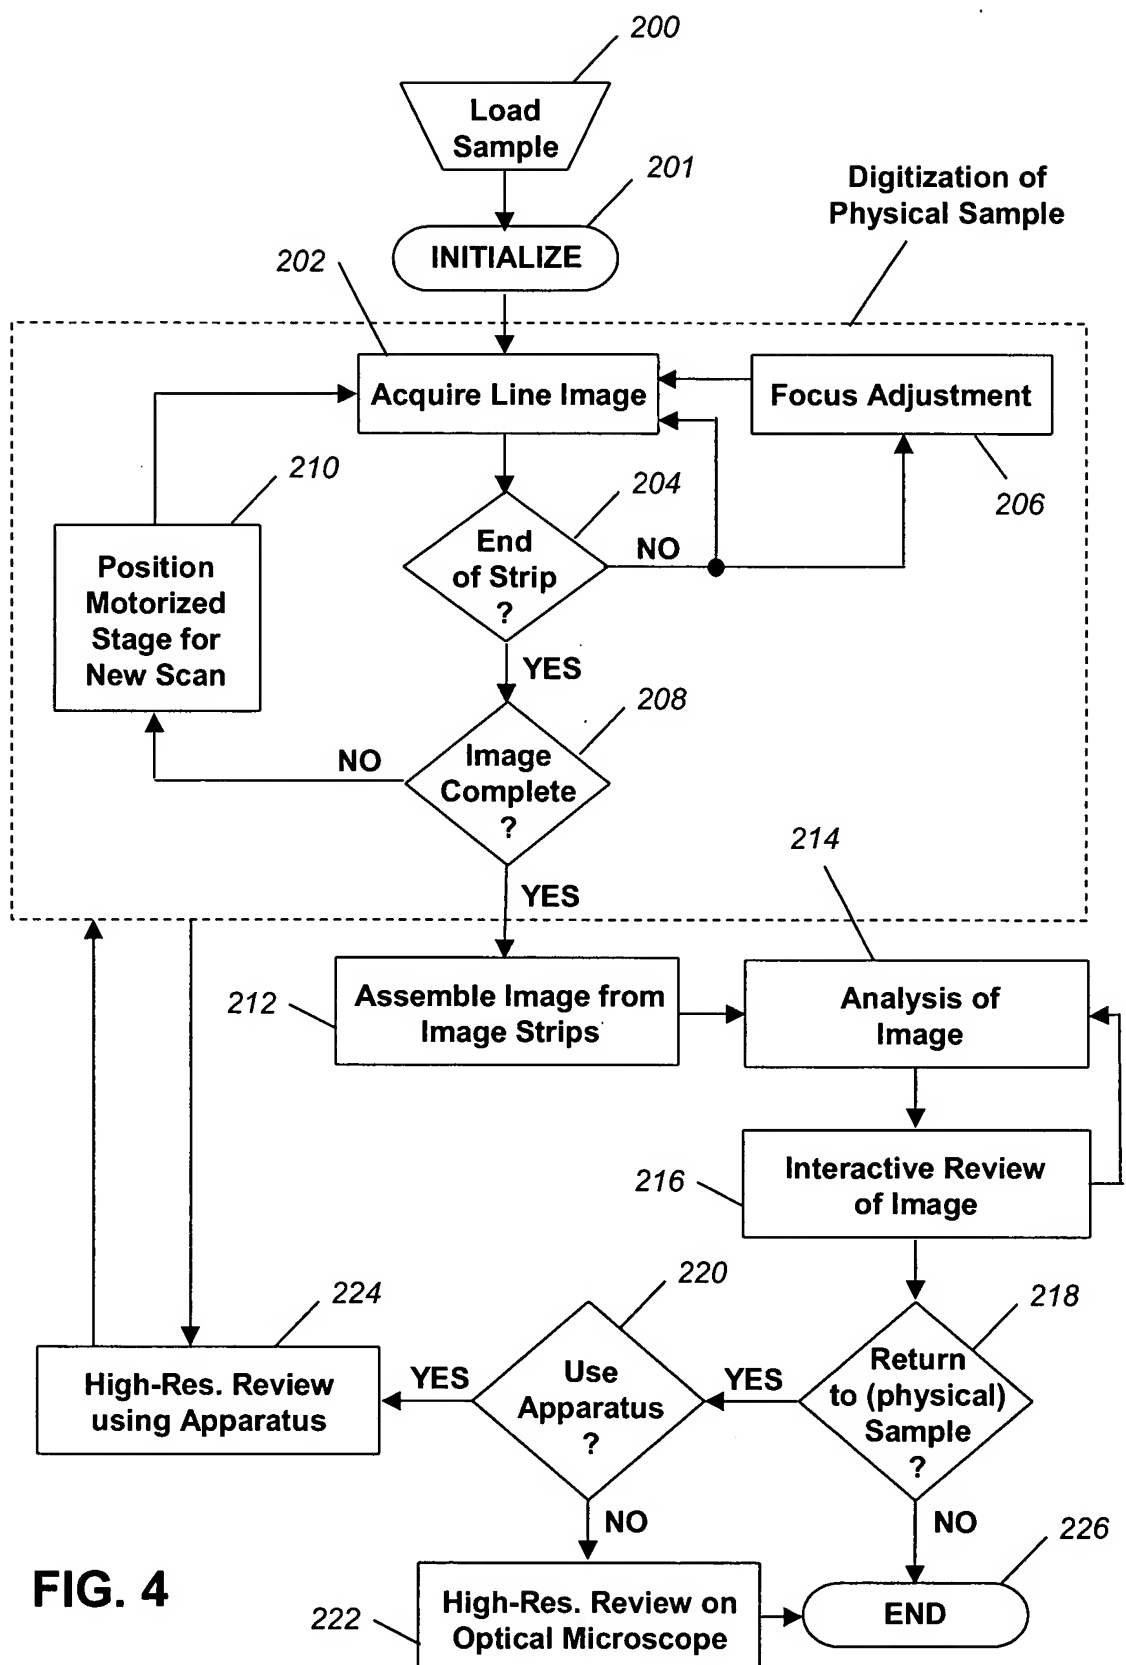 200
Load
Sample
201
INITIALIZE
Digitization of
Physical Sample
202
Acquire Line Image
Focus Adjustment
206
204
End
of Strip
?
NO
YES
210
Position
Motorized
Stage for
New Scan
208
Image
Complete
?
NO
YES
212
Assemble Image from
Image Strips
214
Analysis of
Image
216
Interactive Review
of Image
218
Return
to (physical)
Sample
?
YES
NO
220
Use
Apparatus
?
YES
NO
224
High-Res. Review
using Apparatus
222
High-Res. Review on
Optical Microscope
226
END
FIG. 4